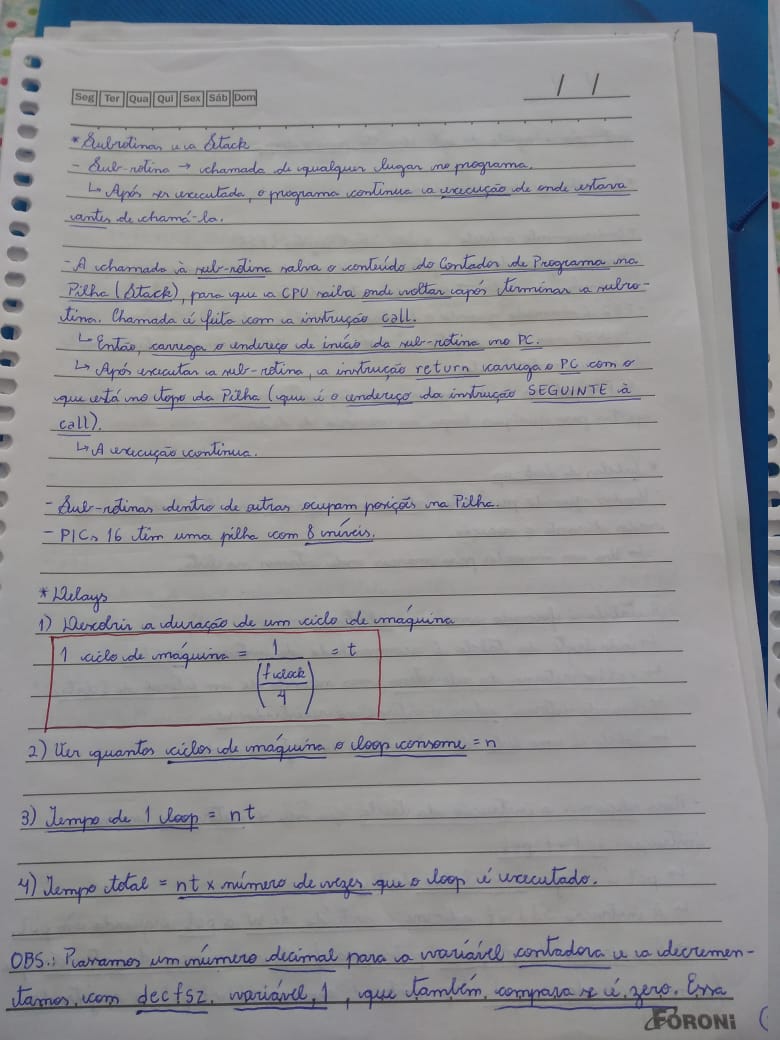 Seg Ter Qua Qui Sex Sáb Dom
/ /
* Subrotinas e a Stack
- Sub-rotina → chamada de qualquer lugar no programa.
↳ Após ser executada, o programa continua a execução de onde estava
antes de chamá-la.
- A chamada à sub-rotina salva o conteúdo do Contador de Programa na
Pilha (Stack), para que a CPU saiba onde voltar após terminar a subro-
tina. Chamada é feita com a instrução call.
↳ Então, carrega o endereço de início da sub-rotina no PC.
↳ Após executar a sub-rotina, a instrução return carrega o PC com o
que está no topo da Pilha (que é o endereço da instrução SEGUINTE à
call).
↳ A execução continua.
- Sub-rotinas dentro de outras ocupam posições na Pilha.
- PICs 16 têm uma pilha com 8 níveis.
* Delays
1) Descobrir a duração de um ciclo de máquina
1 ciclo de máquina = 1 / (fclock / 4) = t
2) Ver quantos ciclos de máquina o loop consome = n
3) Tempo de 1 loop = nt
4) Tempo total = nt x número de vezes que o loop é executado.
OBS.: Passamos um número decimal para a variável contadora e a decremen-
tamos com decfsz, variável, 1, que também compara se é zero. Essa
FORONI